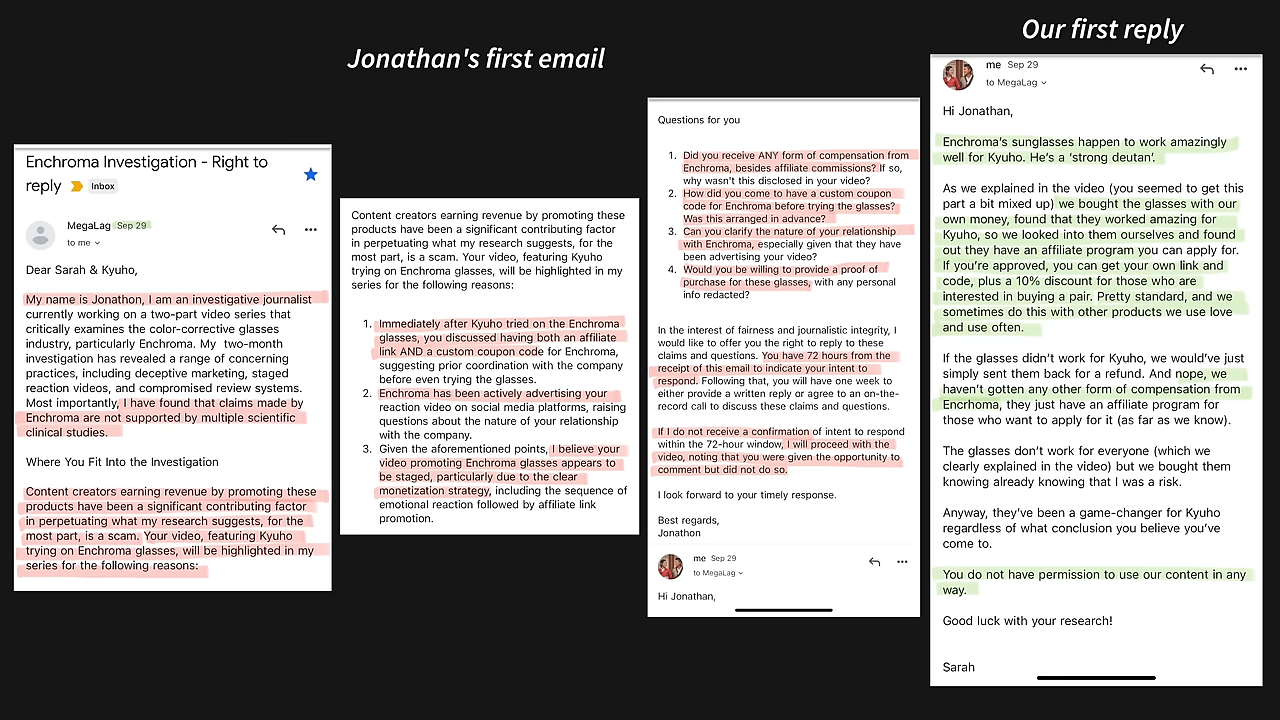 Jonathan's first email
Our first reply
Enchroma Investigation - Right to
reply Inbox
MegaLag Sep 29
to me
Dear Sarah & Kyuho,
My name is Jonathon, I am an investigative journalist
currently working on a two-part video series that
critically examines the color-corrective glasses
industry, particularly Enchroma. My two-month
investigation has revealed a range of concerning
practices, including deceptive marketing, staged
reaction videos, and compromised review systems.
Most importantly, I have found that claims made by
Enchroma are not supported by multiple scientific
clinical studies.
Where You Fit Into the Investigation
Content creators earning revenue by promoting these
products have been a significant contributing factor
in perpetuating what my research suggests, for the
most part, is a scam. Your video, featuring Kyuho
trying on Enchroma glasses, will be highlighted in my
series for the following reasons:
Content creators earning revenue by promoting these
products have been a significant contributing factor
in perpetuating what my research suggests, for the
most part, is a scam. Your video, featuring Kyuho
trying on Enchroma glasses, will be highlighted in my
series for the following reasons:
1. Immediately after Kyuho tried on the Enchroma
glasses, you discussed having both an affiliate
link AND a custom coupon code for Enchroma,
suggesting prior coordination with the company
before even trying the glasses.
2. Enchroma has been actively advertising your
reaction video on social media platforms, raising
questions about the nature of your relationship
with the company.
3. Given the aforementioned points, I believe your
video promoting Enchroma glasses appears to
be staged, particularly due to the clear
monetization strategy, including the sequence of
emotional reaction followed by affiliate link
promotion.
Questions for you
1. Did you receive ANY form of compensation from
Enchroma, besides affiliate commissions? If so,
why wasn't this disclosed in your video?
2. How did you come to have a custom coupon
code for Enchroma before trying the glasses?
Was this arranged in advance?
3. Can you clarify the nature of your relationship
with Enchroma, especially given that they have
been advertising your video?
4. Would you be willing to provide a proof of
purchase for these glasses, with any personal
info redacted?
In the interest of fairness and journalistic integrity, I
would like to offer you the right to reply to these
claims and questions. You have 72 hours from the
receipt of this email to indicate your intent to
respond. Following that, you will have one week to
either provide a written reply or agree to an on-the-
record call to discuss these claims and questions.
If I do not receive a confirmation of intent to respond
within the 72-hour window, I will proceed with the
video, noting that you were given the opportunity to
comment but did not do so.
I look forward to your timely response.
Best regards,
Jonathon
me Sep 29
to MegaLag
Hi Jonathan,
me Sep 29
to MegaLag
Hi Jonathan,
Enchroma's sunglasses happen to work amazingly
well for Kyuho. He's a 'strong deutan'.
As we explained in the video (you seemed to get this
part a bit mixed up) we bought the glasses with our
own money, found that they worked amazing for
Kyuho, so we looked into them ourselves and found
out they have an affiliate program you can apply for.
If you're approved, you can get your own link and
code, plus a 10% discount for those who are
interested in buying a pair. Pretty standard, and we
sometimes do this with other products we use love
and use often.
If the glasses didn't work for Kyuho, we would've just
simply sent them back for a refund. And nope, we
haven't gotten any other form of compensation from
Encrhoma, they just have an affiliate program for
those who want to apply for it (as far as we know).
The glasses don't work for everyone (which we
clearly explained in the video) but we bought them
knowing already knowing that I was a risk.
Anyway, they've been a game-changer for Kyuho
regardless of what conclusion you believe you've
come to.
You do not have permission to use our content in any
way.
Good luck with your research!
Sarah